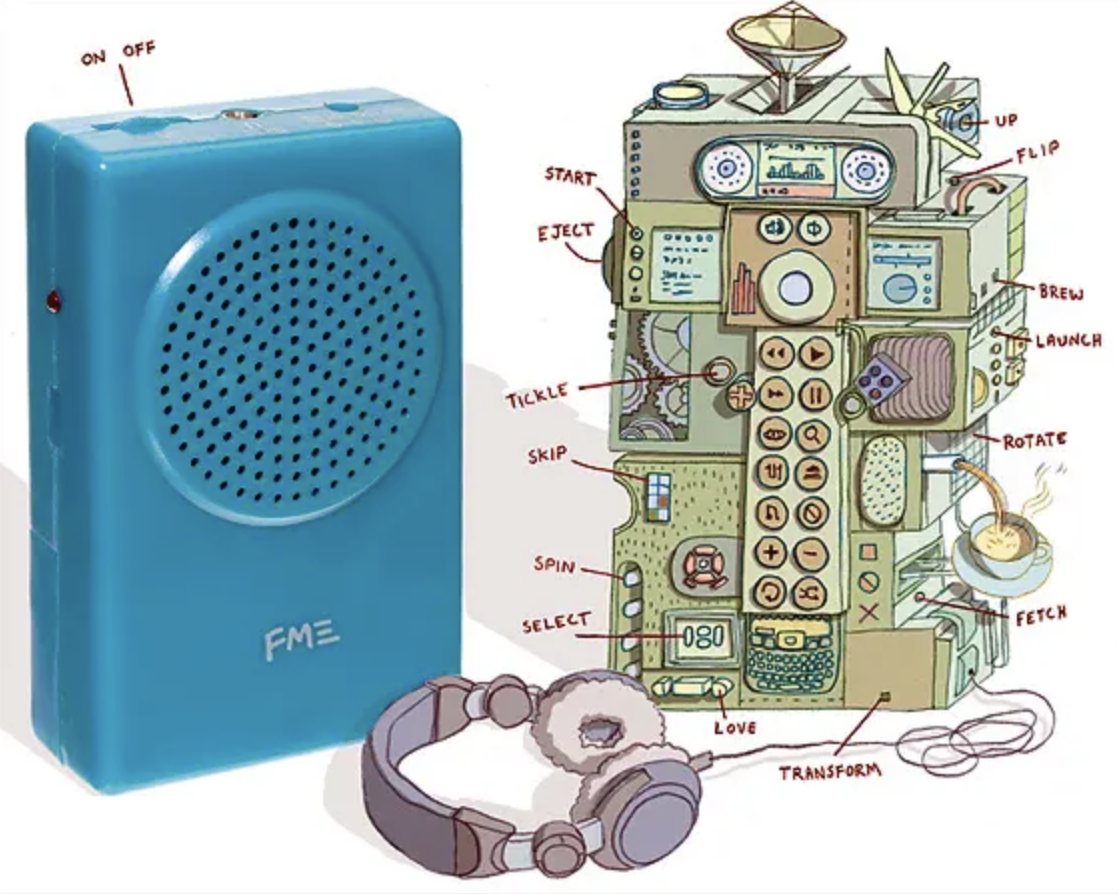 ON OFF
FME
START
EJECT
TICKLE
SKIP
SPIN
SELECT
LOVE
TRANSFORM
UP
FLIP
BREW
LAUNCH
ROTATE
FETCH